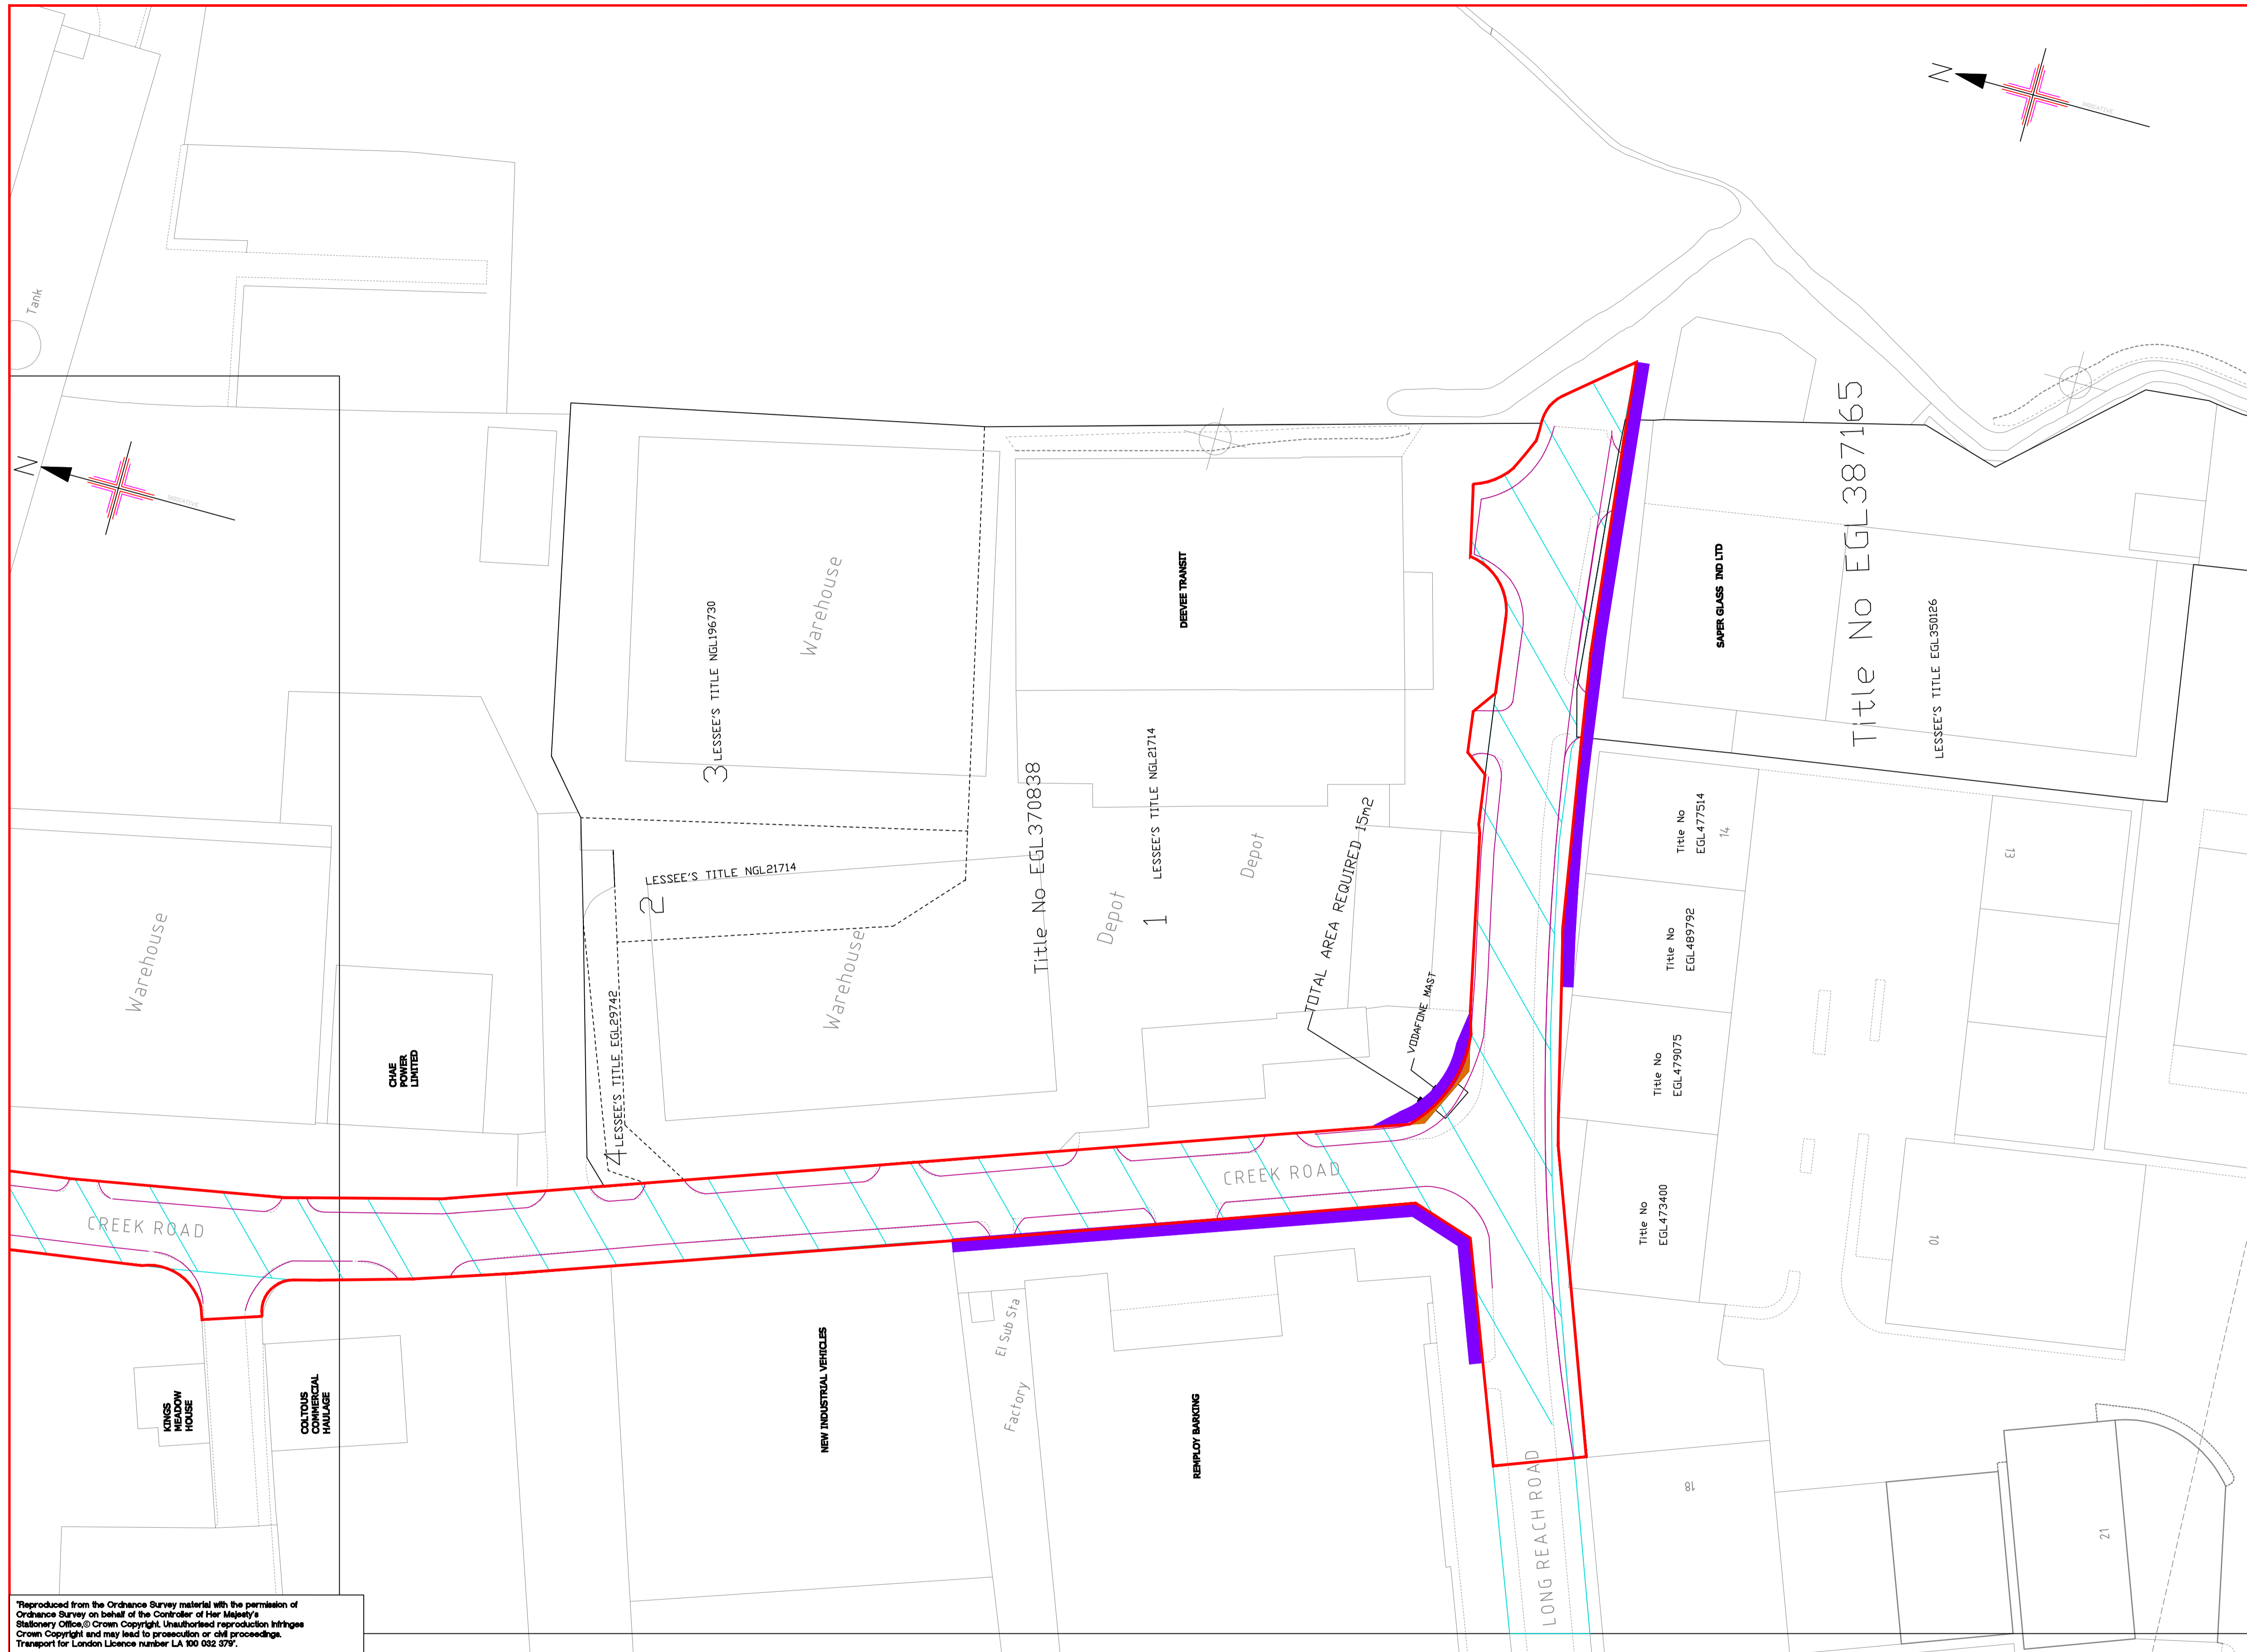 N
INDICATIVE
Tank
N
INDICATIVE
Warehouse
3 LESSEE'S TITLE NGL196730
DEEVEE TRANSIT
SAPER GLASS IND LTD
Title No EGL387165
LESSEE'S TITLE EGL350126
LESSEE'S TITLE NGL21714
2
Title No EGL370838
LESSEE'S TITLE NGL21714
1
Depot
Depot
TOTAL AREA REQUIRED 15m2
VODAFONE MAST
Title No
EGL477514
14
13
Title No
EGL489792
Title No
EGL479075
Title No
EGL473400
10
Warehouse
Warehouse
CHAE
POWER
LIMITED
4 LESSEE'S TITLE EGL29742
CREEK ROAD
CREEK ROAD
KINGS
MEADOW
HOUSE
COLTOUS
COMMERCIAL
HAULAGE
NEW INDUSTRIAL VEHICLES
El Sub Sta
Factory
REMPLOY BARKING
LONG REACH ROAD
18
21
"Reproduced from the Ordnance Survey material with the permission of
Ordnance Survey on behalf of the Controller of Her Majesty's
Stationery Office,© Crown Copyright. Unauthorised reproduction infringes
Crown Copyright and may lead to prosecution or civil proceedings.
Transport for London Licence number LA 100 032 379".